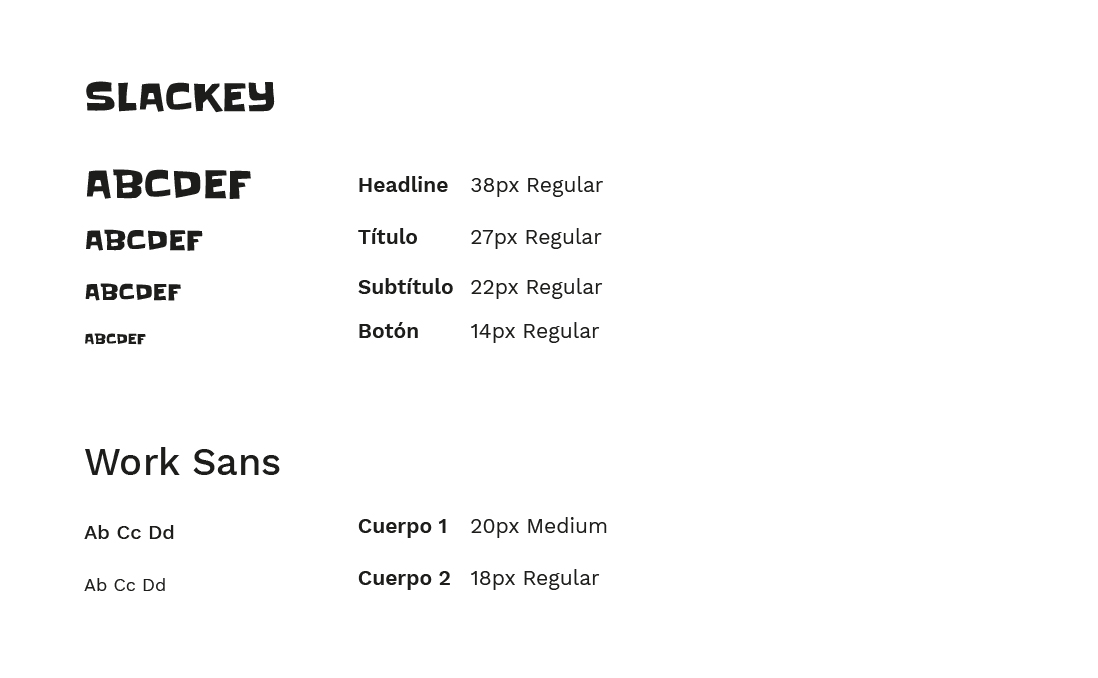 SLACKEY
ABCDEF Headline 38px Regular
ABCDEF Título 27px Regular
ABCDEF Subtítulo 22px Regular
ABCDEF Botón 14px Regular
Work Sans
Ab Cc Dd Cuerpo 1 20px Medium
Ab Cc Dd Cuerpo 2 18px Regular